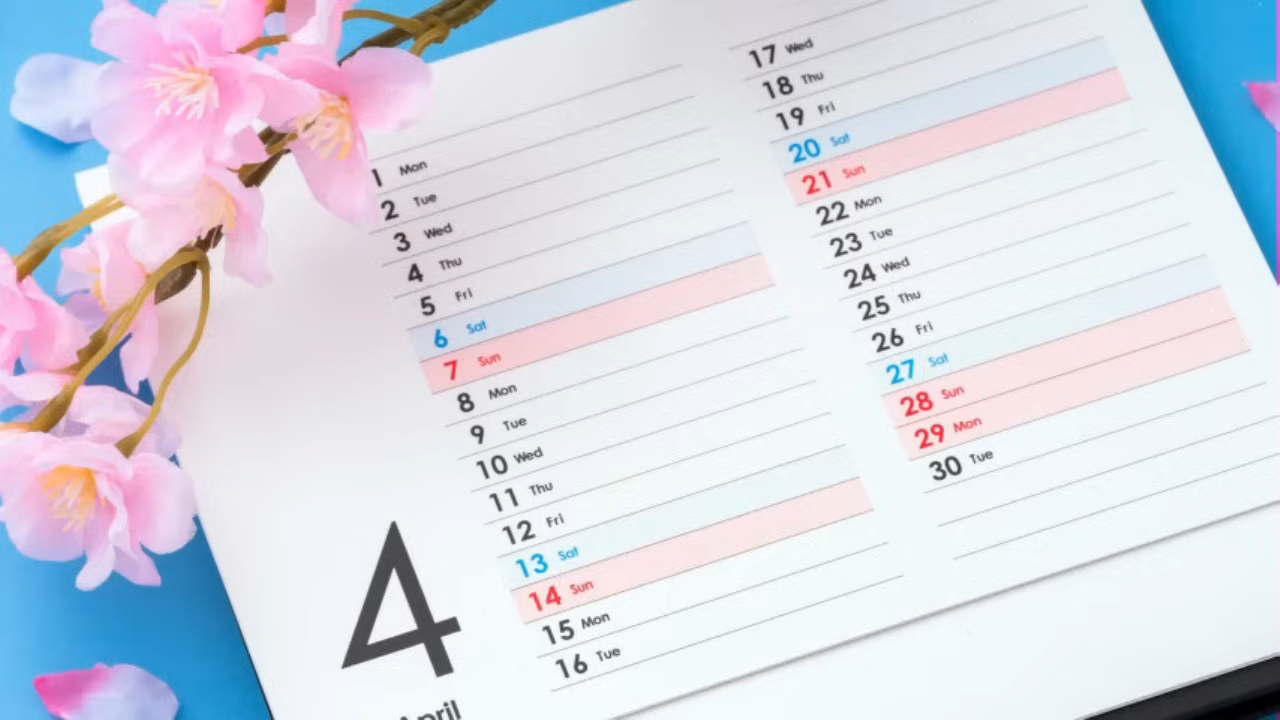 1 Mon
2 Tue
3 Wed
4 Thu
5 Fri
6 Sat
7 Sun
8 Mon
9 Tue
10 Wed
11 Thu
12 Fri
13 Sat
14 Sun
15 Mon
16 Tue
17 Wed
18 Thu
19 Fri
20 Sat
21 Sun
22 Mon
23 Tue
24 Wed
25 Thu
26 Fri
27 Sat
28 Sun
29 Mon
30 Tue
4
April